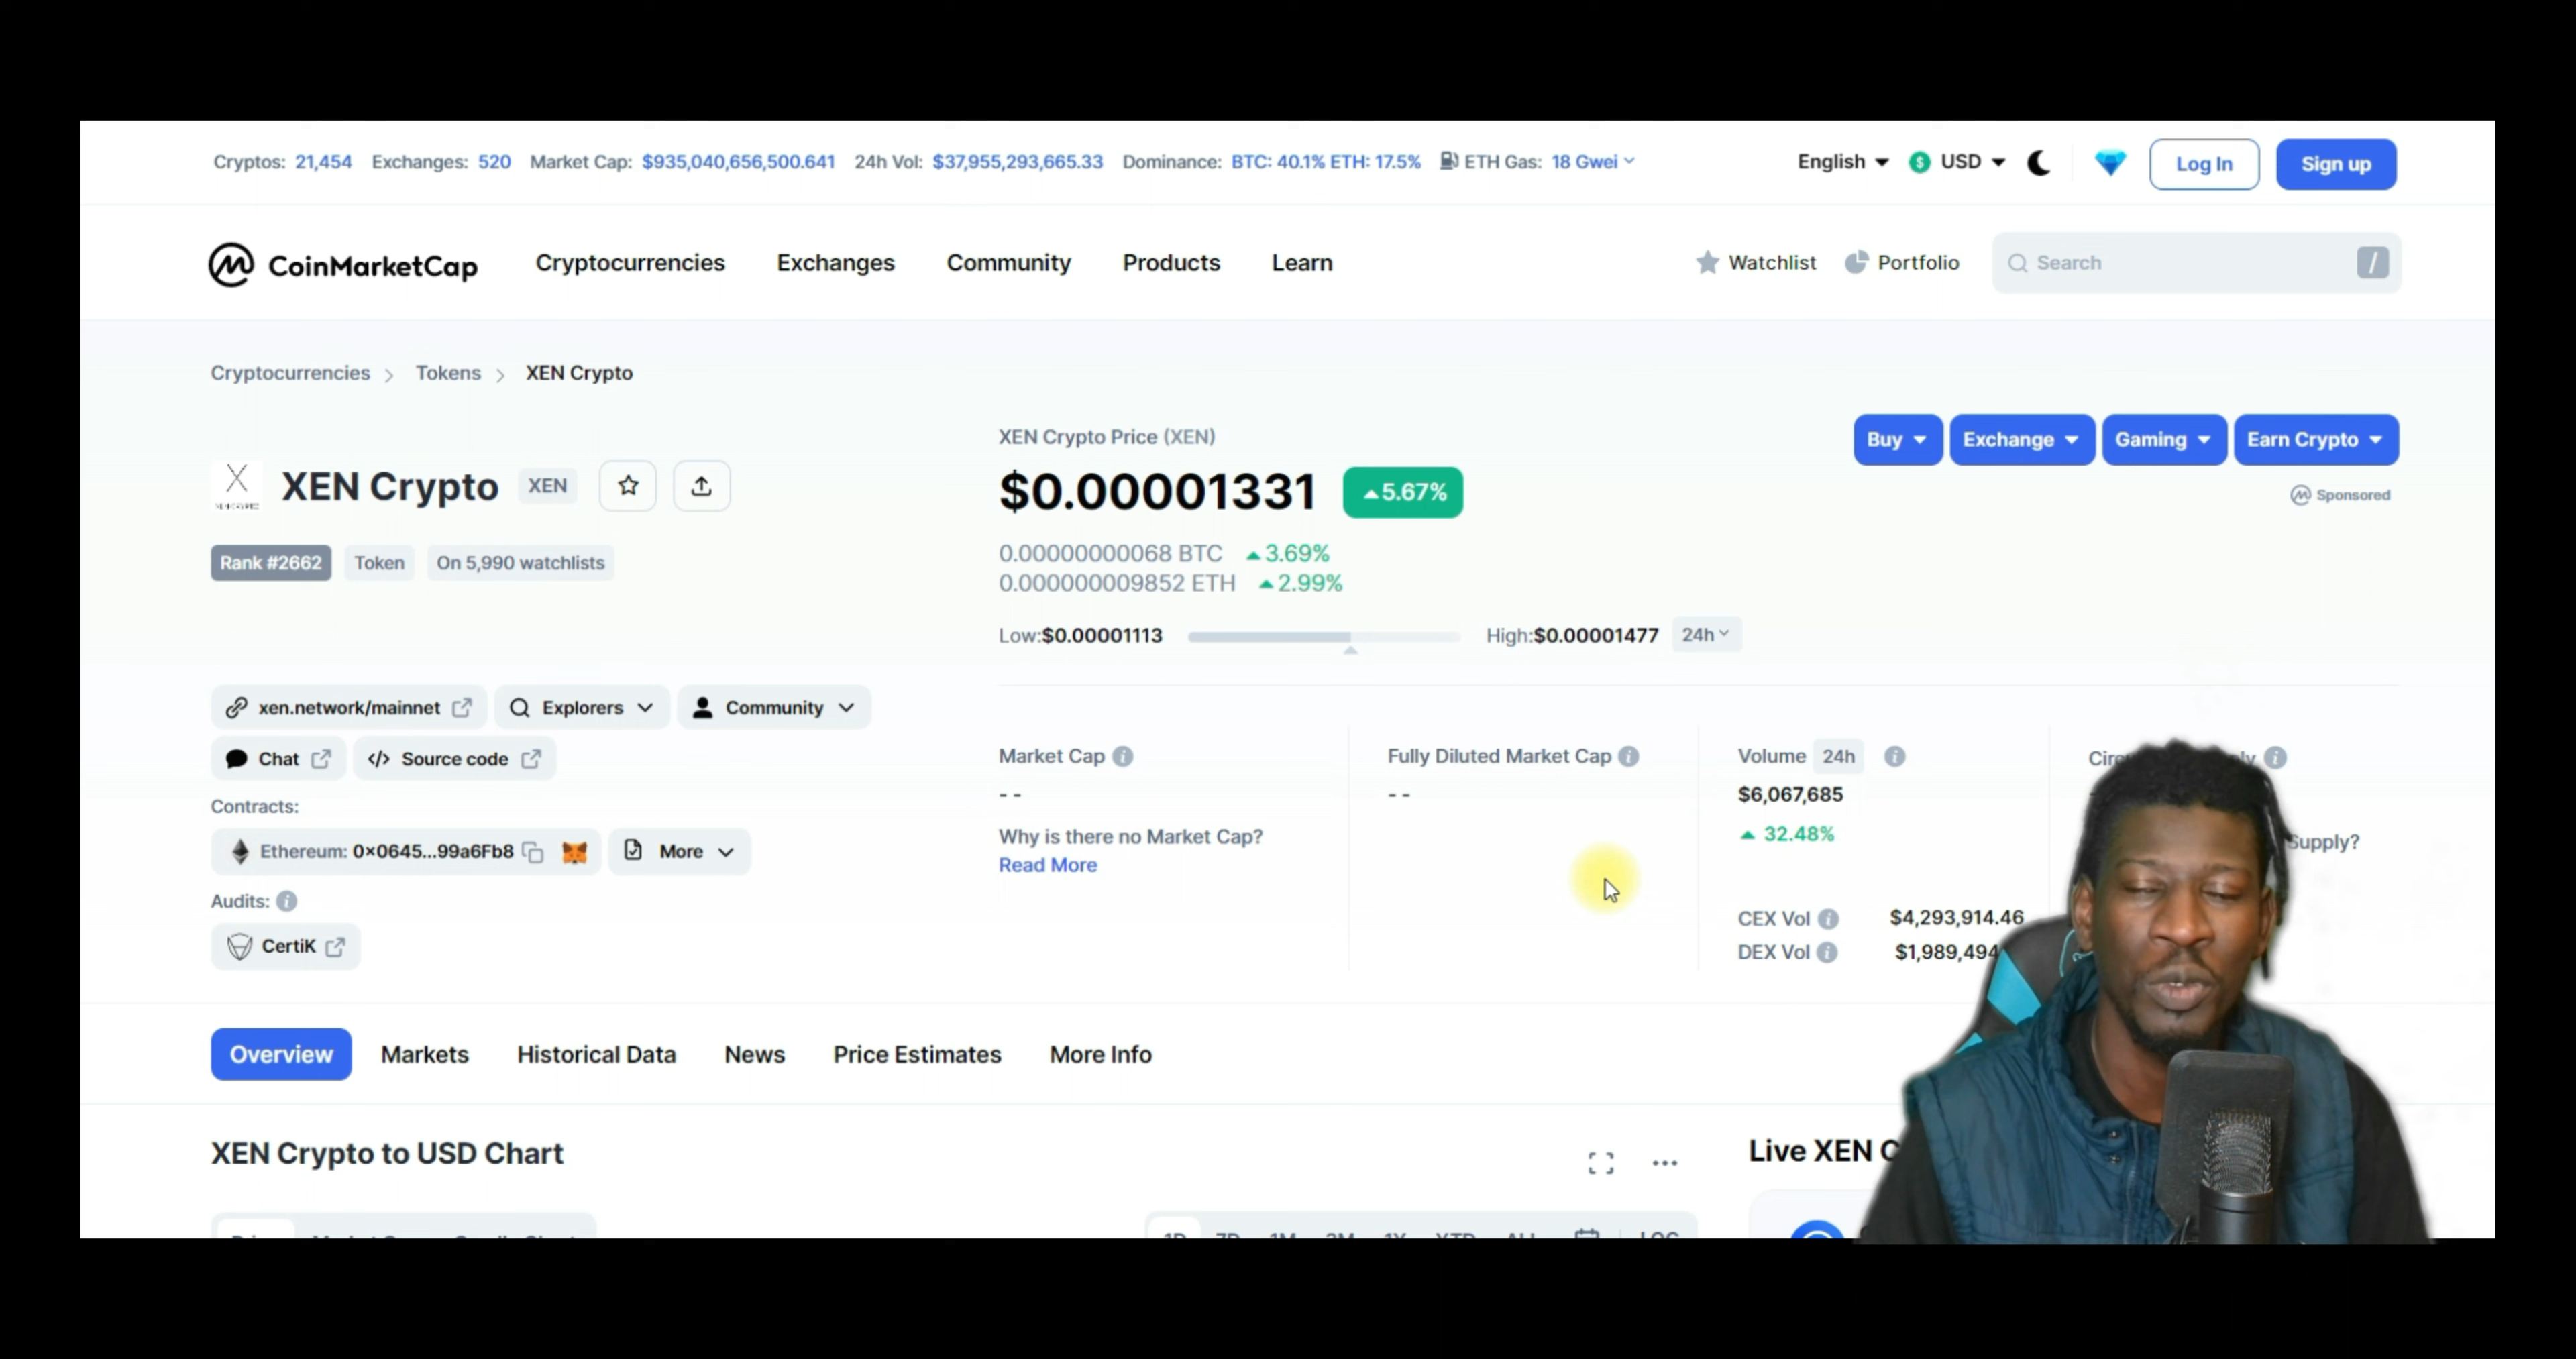 Cryptos: 21,454 Exchanges: 520 Market Cap: $935,040,656,500.641 24h Vol: $37,955,293,665.33 Dominance: BTC: 40.1% ETH: 17.5% ETH Gas: 18 Gwei English USD Log In Sign up
CoinMarketCap Cryptocurrencies Exchanges Community Products Learn Watchlist Portfolio Search /
Cryptocurrencies > Tokens > XEN Crypto
XEN Crypto Price (XEN)
Buy Exchange Gaming Earn Crypto
XEN Crypto XEN
$0.00001331 5.67%
Sponsored
Rank #2662 Token On 5,990 watchlists
0.00000000068 BTC 3.69%
0.000000009852 ETH 2.99%
Low:$0.00001113 High:$0.00001477 24h
xen.network/mainnet Explorers Community
Chat Source code
Contracts:
Ethereum: 0x0645...99a6Fb8 More
Audits:
CertiK
Market Cap
- -
Why is there no Market Cap?
Read More
Fully Diluted Market Cap
- -
Volume 24h
$6,067,685
32.48%
CEX Vol $4,293,914.46
DEX Vol $1,989,494
Supply?
Overview Markets Historical Data News Price Estimates More Info
XEN Crypto to USD Chart
Live XEN C